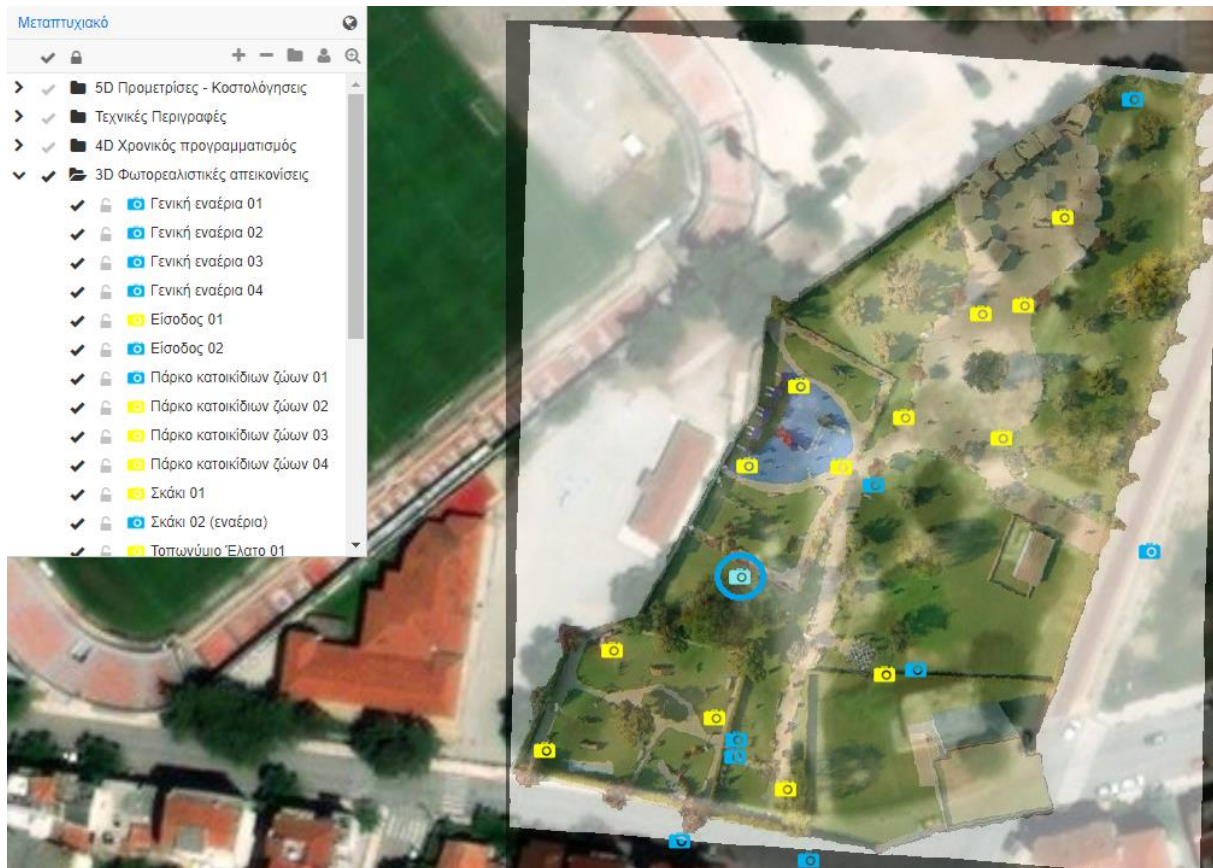 Μεταπτυχιακό
5D Προμετρίσες - Κοστολόγησεις
Τεχνικές Περιγραφές
4D Χρονικός προγραμματισμός
3D Φωτορεαλιστικές απεικονίσεις
Γενική εναέρια 01
Γενική εναέρια 02
Γενική εναέρια 03
Γενική εναέρια 04
Είσοδος 01
Είσοδος 02
Πάρκο κατοικίδιων ζώων 01
Πάρκο κατοικίδιων ζώων 02
Πάρκο κατοικίδιων ζώων 03
Πάρκο κατοικίδιων ζώων 04
Σκάκι 01
Σκάκι 02 (εναέρια)
Τοπωνύμιο Έλατο 01